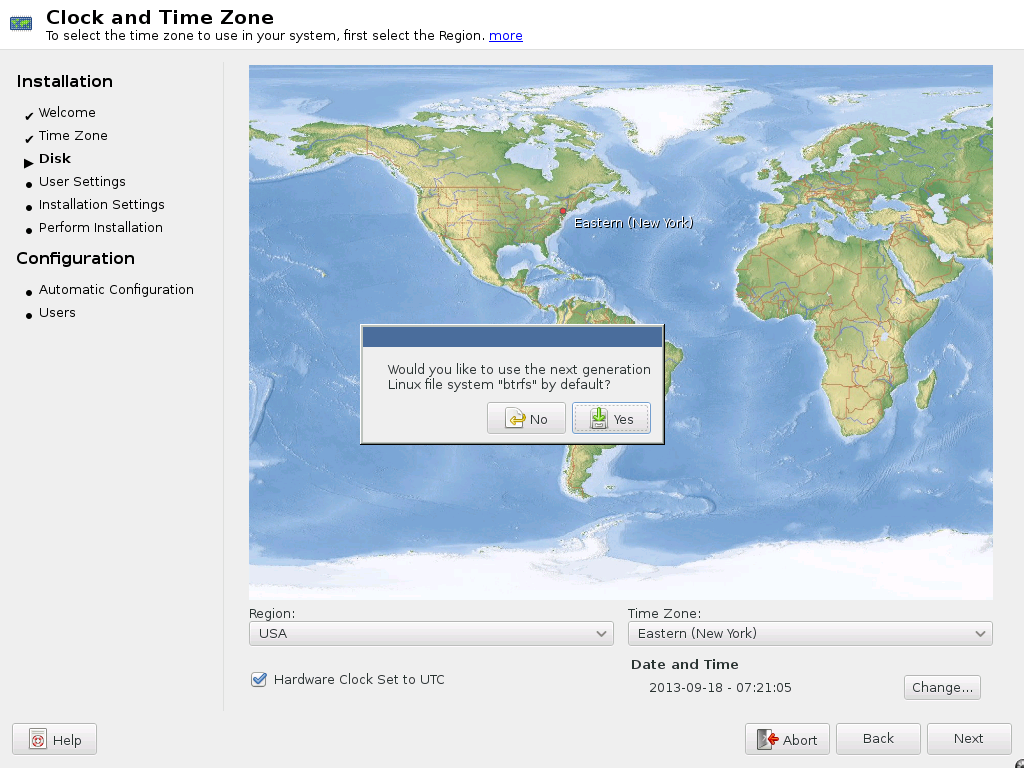 Clock and Time Zone
To select the time zone to use in your system, first select the Region. more
Installation
Welcome
Time Zone
Disk
User Settings
Installation Settings
Perform Installation
Configuration
Automatic Configuration
Users
Eastern (New York)
Would you like to use the next generation
Linux file system "btrfs" by default?
No
Yes
Region:
USA
Time Zone:
Eastern (New York)
Hardware Clock Set to UTC
Date and Time
2013-09-18 - 07:21:05
Change...
Help
Abort
Back
Next